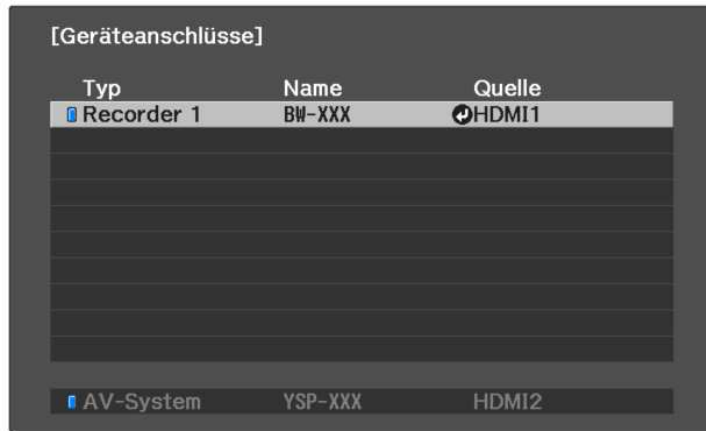 [Geräteanschlüsse]
Typ Name Quelle
Recorder 1 BW-XXX HDMI1
AV-System YSP-XXX HDMI2